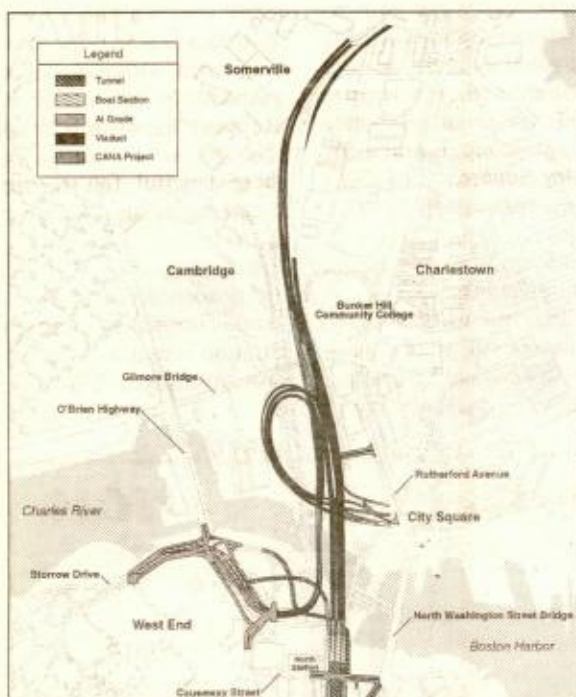 Legend
Tunnel
Boat Section
At Grade
Viaduct
CANA Project
Somerville
Cambridge
Charlestown
Bunker Hill
Community College
Gilmore Bridge
O'Brien Highway
Rutherford Avenue
Charles River
City Square
Storrow Drive
West End
North Washington Street Bridge
Boston Harbor
North
Station
Causeway Street